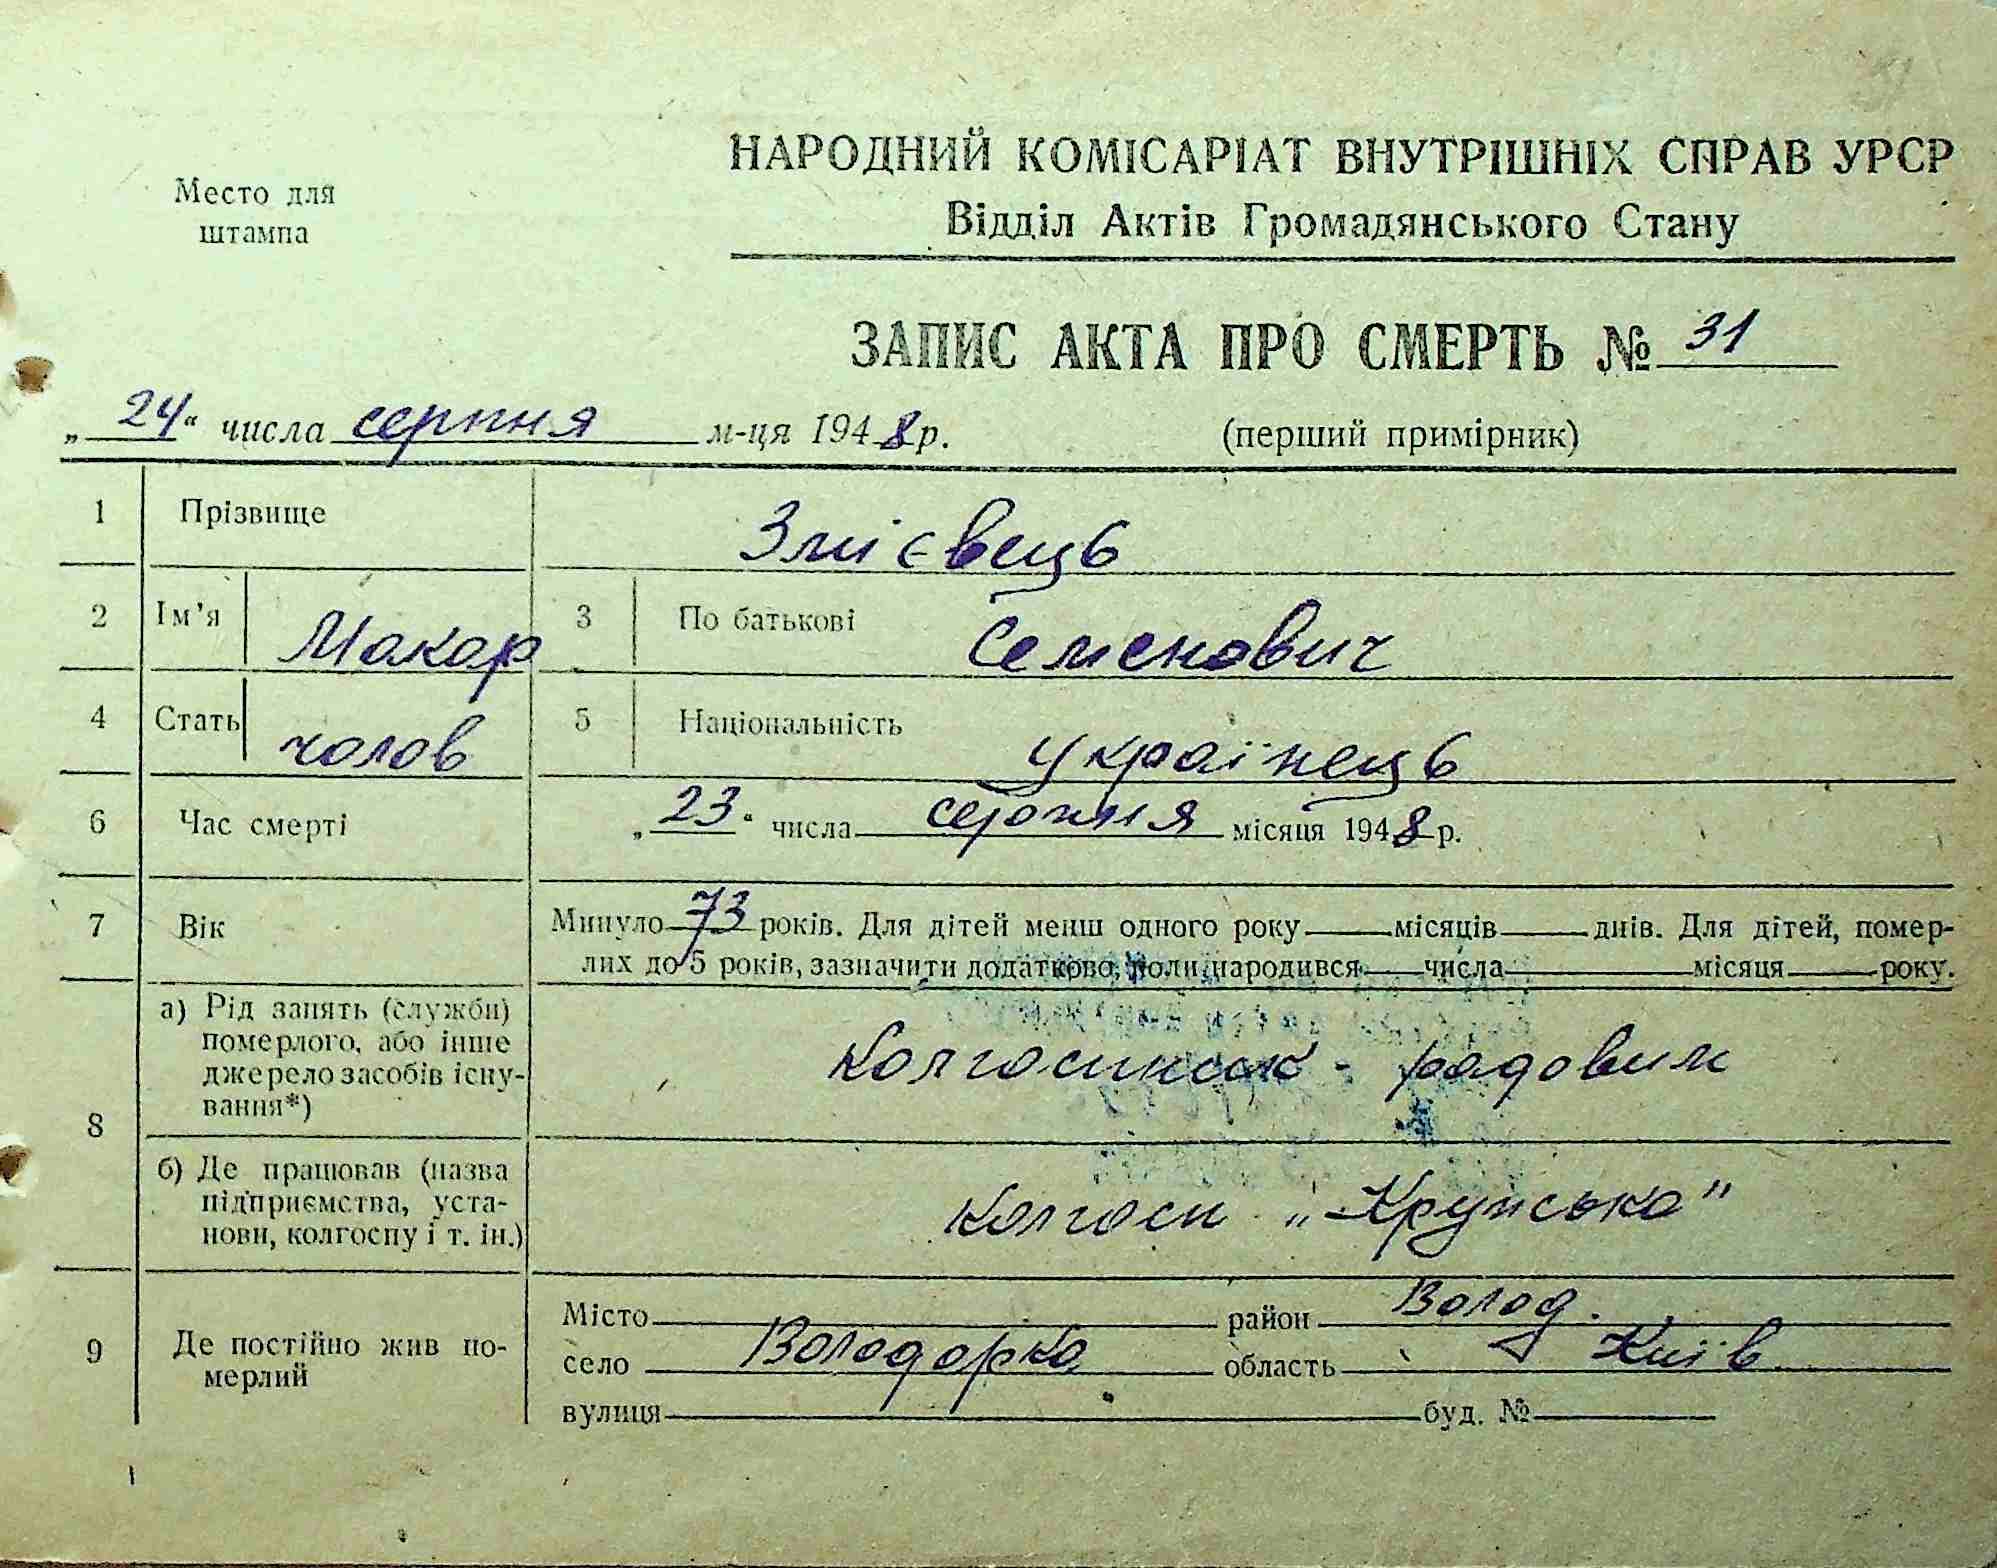 Место для
штампа
НАРОДНИЙ КОМІСАРІАТ ВНУТРІШНІХ СПРАВ УРСР
Відділ Актів Громадянського Стану
ЗАПИС АКТА ПРО СМЕРТЬ № 31
„24“ числа серпня м-ця 1948 р. (перший примірник)
1 Прізвище Змієвець
2 Ім’я Макар 3 По батькові Семенович
4 Стать чолов 5 Національність українець
6 Час смерті „23“ числа серпня місяця 1948 р.
7 Вік Минуло 73 років. Для дітей менш одного року місяців днів. Для дітей, помер-
лих до 5 років, зазначити додатково, коли народився числа місяця року.
8 а) Рід занять (служби)
померлого, або інше
джерело засобів існу-
вання*) Колгоспник - рядовим
б) Де працював (назва
підприємства, уста-
нови, колгоспу і т. ін.) колгосп „Крупська”
9 Де постійно жив по-
мерлий
Місто район Волод.
село Володарка область Київ.
вулиця буд. №